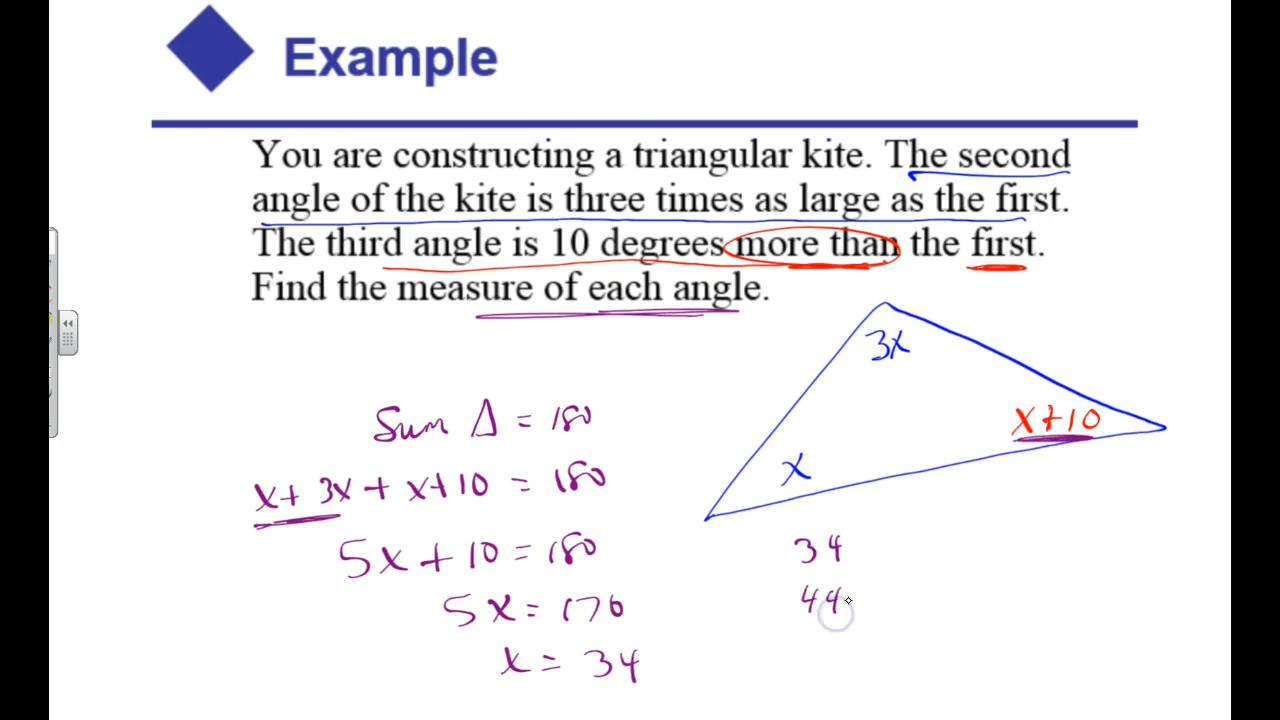 Example
You are constructing a triangular kite. The second
angle of the kite is three times as large as the first.
The third angle is 10 degrees more than the first.
Find the measure of each angle.
3x
x+10
x
Sum Δ = 180
x + 3x + x+10 = 180
5x + 10 = 180
5x = 170
x = 34
34
44